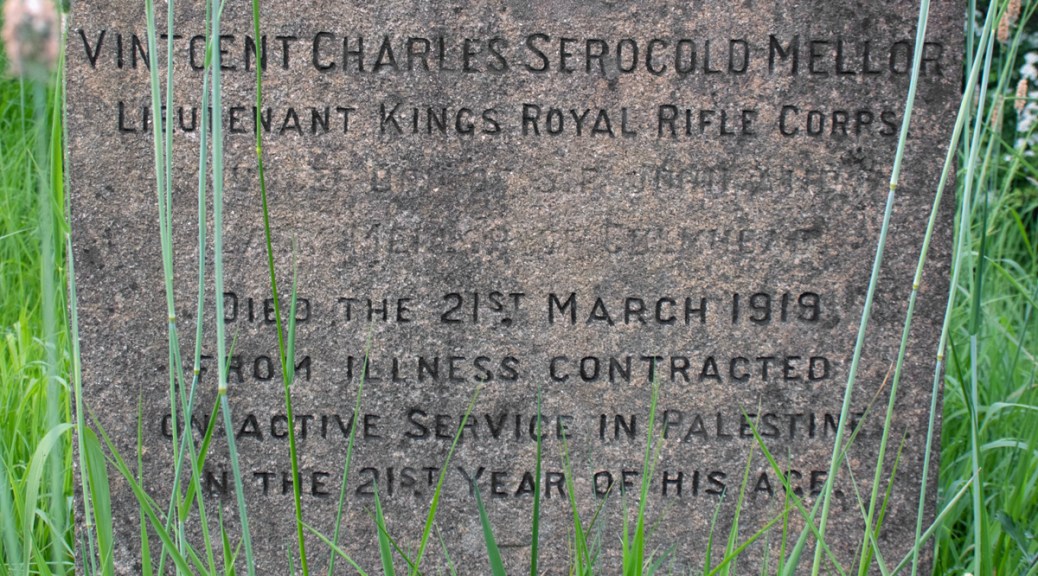 VINTCENT CHARLES SEROCOLD MELLOR
LIEUTENANT KINGS ROYAL RIFLE CORPS.
DIED THE 21ST MARCH 1919
FROM ILLNESS CONTRACTED
ON ACTIVE SERVICE IN PALESTINE
IN THE 21ST YEAR OF HIS AGE.